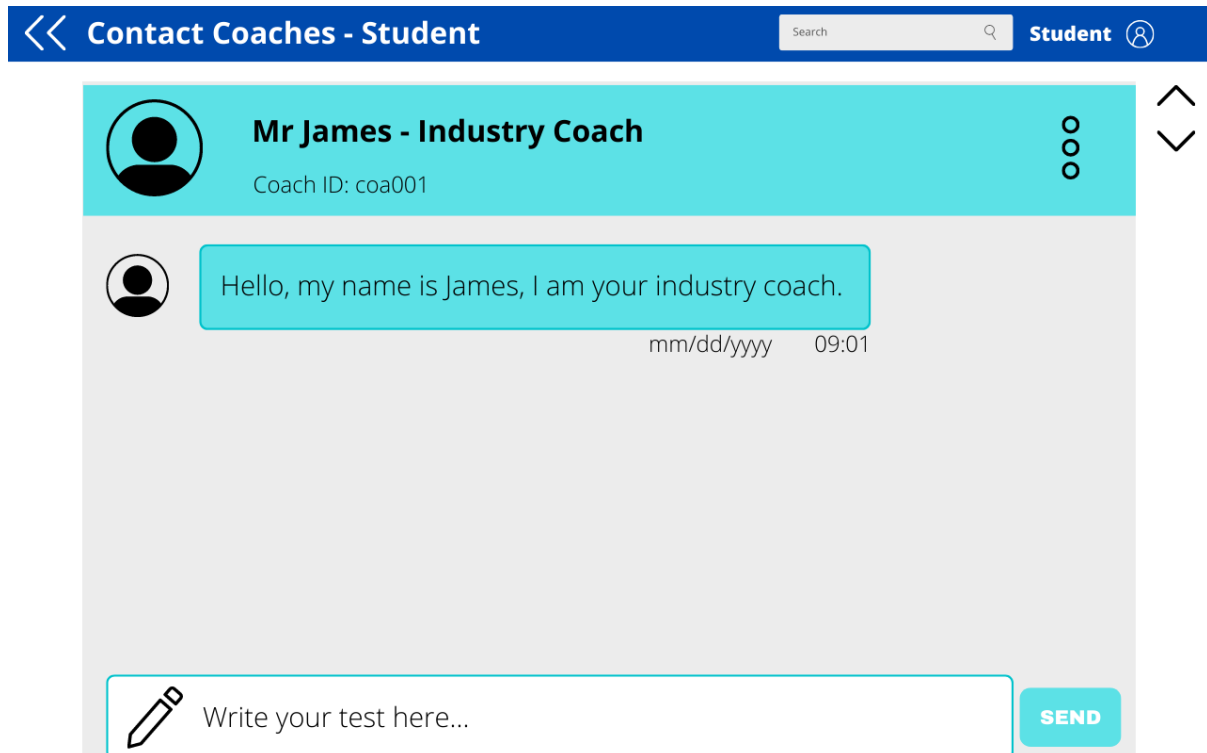 Contact Coaches - Student
Search
Student
Mr James - Industry Coach
Coach ID: coa001
Hello, my name is James, I am your industry coach.
mm/dd/yyyy 09:01
Write your test here...
SEND